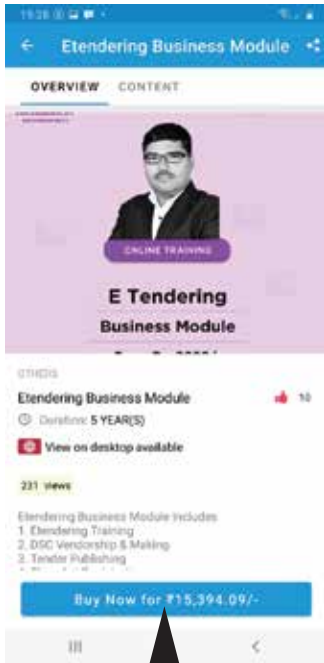 19:28
Etendering Business Module
OVERVIEW CONTENT
ONLINE TRAINING
E Tendering
Business Module
OTHERS
Etendering Business Module 10
Duration: 5 YEAR(S)
View on desktop available
231 views
Etendering Business Module Includes
1. Etendering Training
2. DSC Vendorship & Making
3. Tender Publishing
Buy Now for ₹15,394.09/-